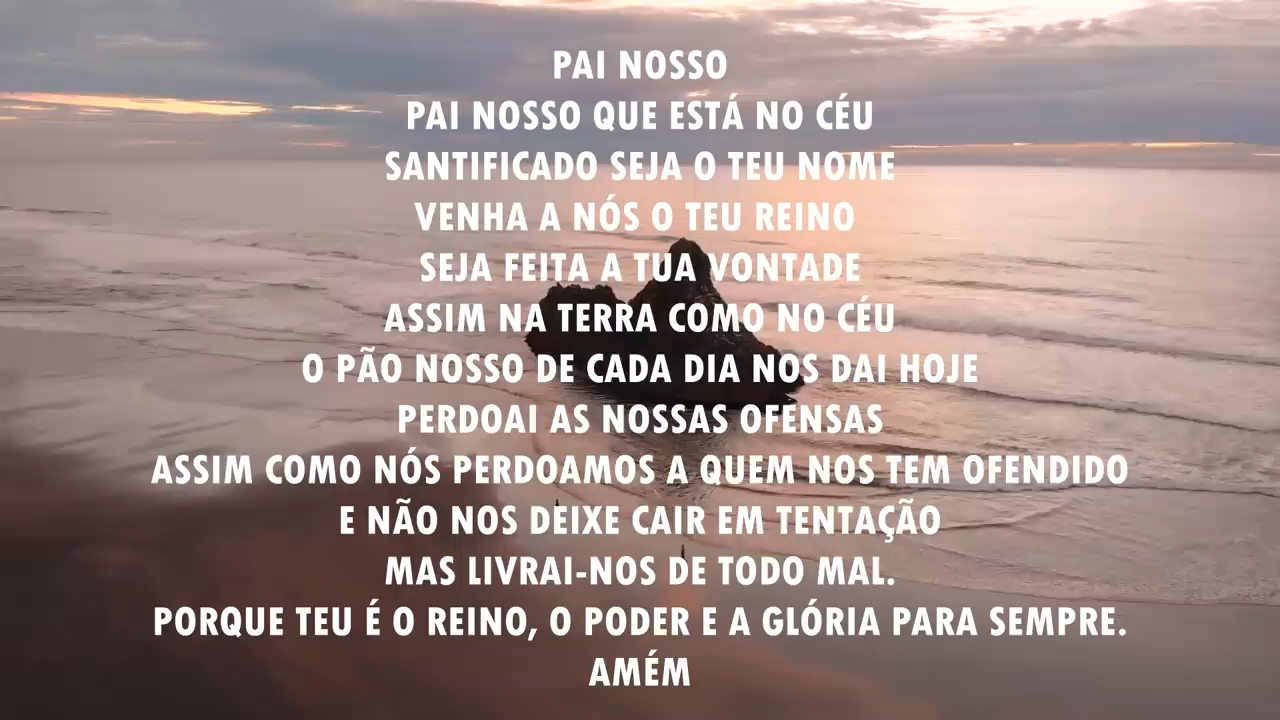 PAI NOSSO
PAI NOSSO QUE ESTÁ NO CÉU
SANTIFICADO SEJA O TEU NOME
VENHA A NÓS O TEU REINO
SEJA FEITA A TUA VONTADE
ASSIM NA TERRA COMO NO CÉU
O PÃO NOSSO DE CADA DIA NOS DAI HOJE
PERDOAI AS NOSSAS OFENSAS
ASSIM COMO NÓS PERDOAMOS A QUEM NOS TEM OFENDIDO
E NÃO NOS DEIXE CAIR EM TENTAÇÃO
MAS LIVRAI-NOS DE TODO MAL.
PORQUE TEU É O REINO, O PODER E A GLÓRIA PARA SEMPRE.
AMÉM